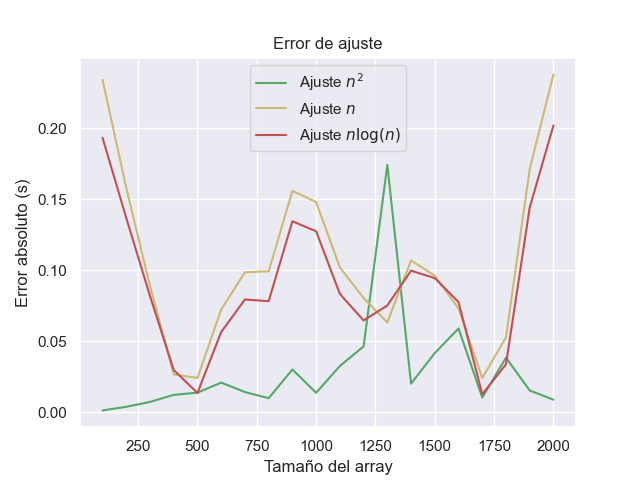 Error de ajuste
Ajuste n²
Ajuste n
Ajuste nlog(n)
Error absoluto (s)
0.20
0.15
0.10
0.05
0.00
250 500 750 1000 1250 1500 1750 2000
Tamaño del array